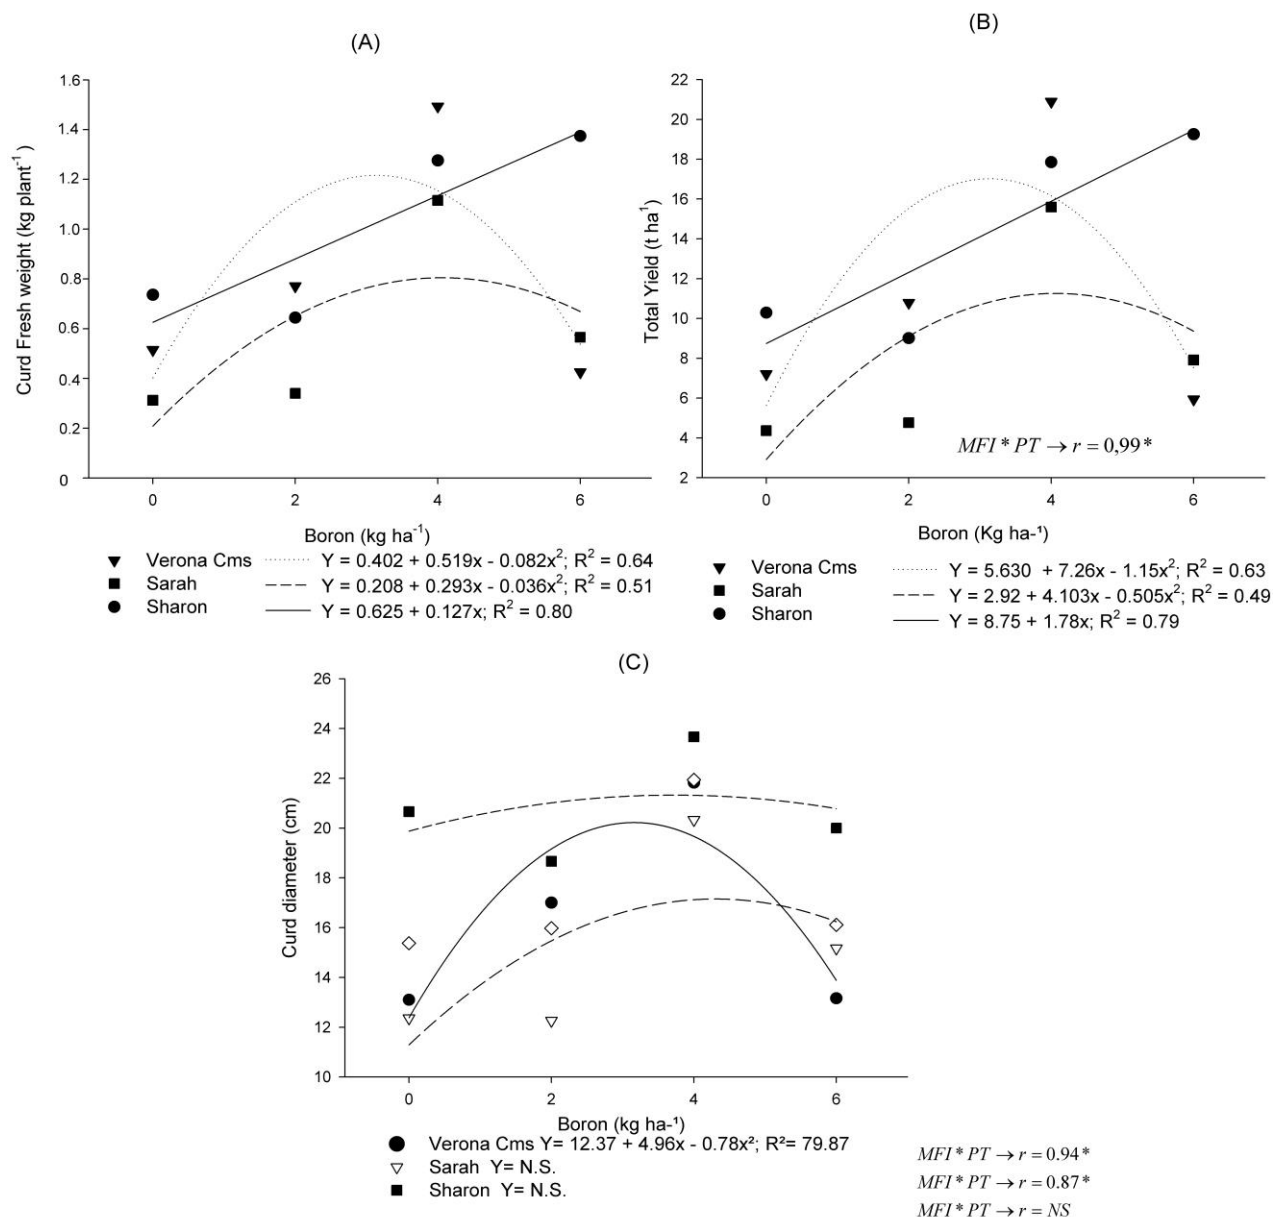 (A)
Curd Fresh weight (kg plant⁻¹ )
1.6
1.4
1.2
1.0
0.8
0.6
0.4
0.2
0
0 2 4 6
Boron (kg ha⁻¹)
Verona Cms Y = 0.402 + 0.519x - 0.082x²; R² = 0.64
Sarah Y = 0.208 + 0.293x - 0.036x²; R² = 0.51
Sharon Y = 0.625 + 0.127x; R² = 0.80
(B)
Total Yield (t ha¹)
22
20
18
16
14
12
10
8
6
4
2
MFI * PT → r = 0,99 *
0 2 4 6
Boron (Kg ha-¹)
Verona Cms Y = 5.630 + 7.26x - 1.15x²; R² = 0.63
Sarah Y = 2.92 + 4.103x - 0.505x²; R² = 0.49
Sharon Y = 8.75 + 1.78x; R² = 0.79
(C)
Curd diameter (cm)
26
24
22
20
18
16
14
12
10
0 2 4 6
Boron (kg ha-¹)
Verona Cms Y= 12.37 + 4.96x - 0.78x²; R²= 79.87
Sarah Y= N.S.
Sharon Y= N.S.
MFI * PT → r = 0.94 *
MFI * PT → r = 0.87 *
MFI * PT → r = NS